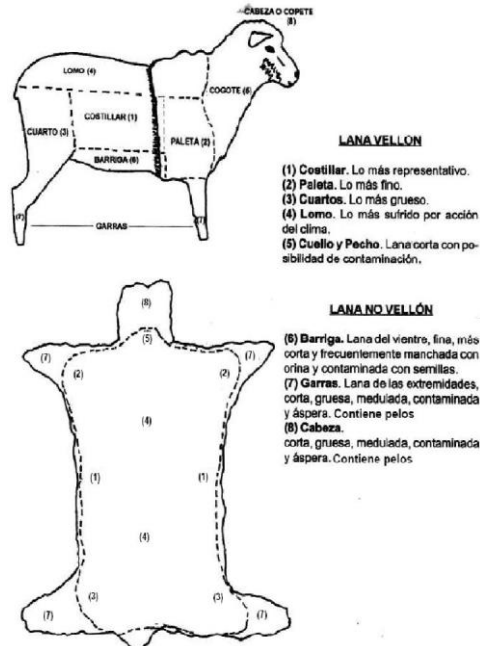 CABEZA O COPETE
(8)
LOMO (4)
COGOTE (6)
COSTILLAR (1)
CUARTO (3)
PALETA (2)
BARRIGA (6)
(7)
GARRAS
(7)
LANA VELLON
(1) Costillar. Lo más representativo.
(2) Paleta. Lo más fino.
(3) Cuartos. Lo más grueso.
(4) Lomo. Lo más sufrido por acción
del clima.
(5) Cuello y Pecho. Lana corta con po-
sibilidad de contaminación.
LANA NO VELLÓN
(6) Barriga. Lana del vientre, fina, más
corta y frecuentemente manchada con
orina y contaminada con semillas.
(7) Garras. Lana de las extremidades,
corta, gruesa, medulada, contaminada
y áspera. Contiene pelos
(8) Cabeza.
corta, gruesa, medulada, contaminada
y áspera. Contiene pelos
(8)
(5)
(7)
(7)
(2)
(2)
(4)
(1)
(1)
(4)
(3)
(3)
(7)
(7)